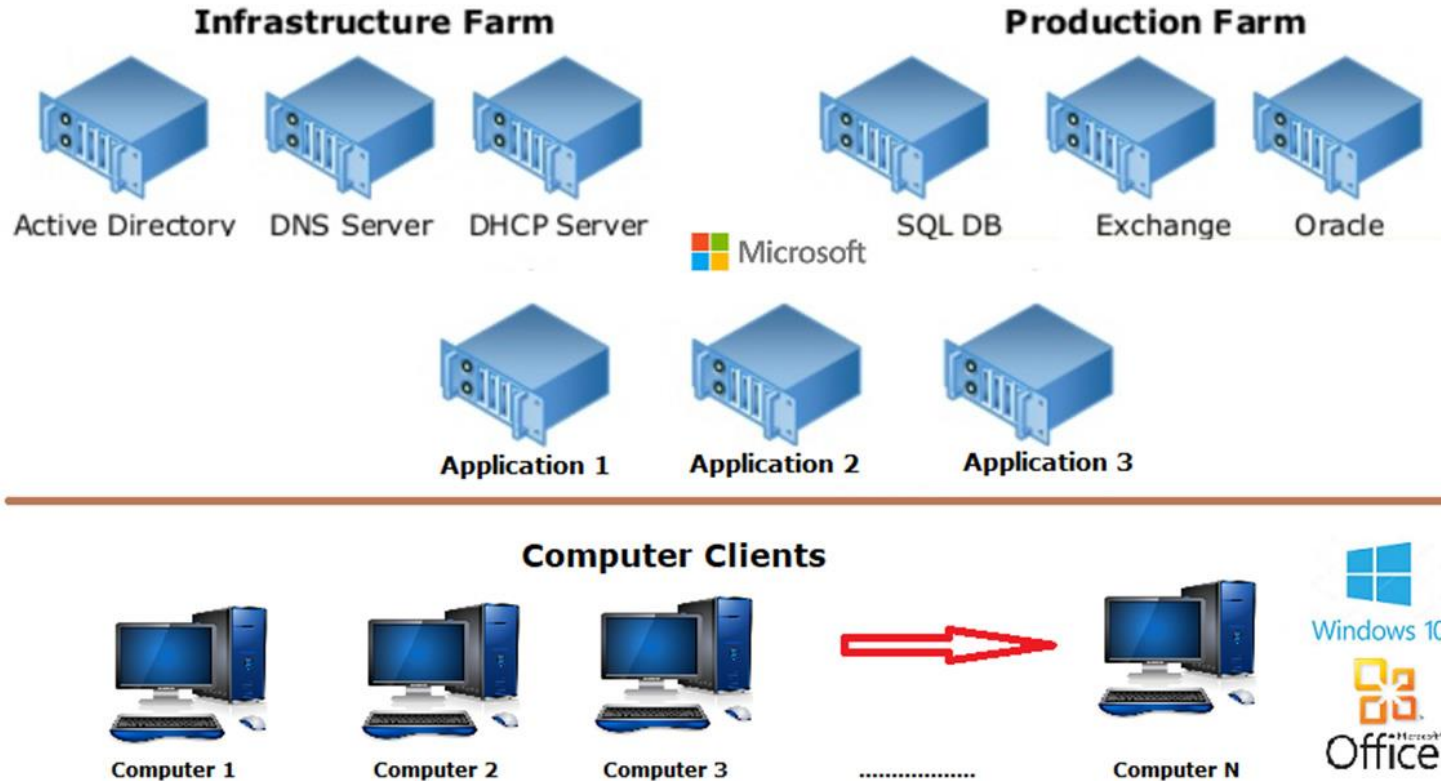 Infrastructure Farm
Production Farm
Active Directory
DNS Server
DHCP Server
SQL DB
Exchange
Oracle
Microsoft
Application 1
Application 2
Application 3
Computer Clients
Windows 10
Microsoft
Office
Computer 1
Computer 2
Computer 3
..................
Computer N